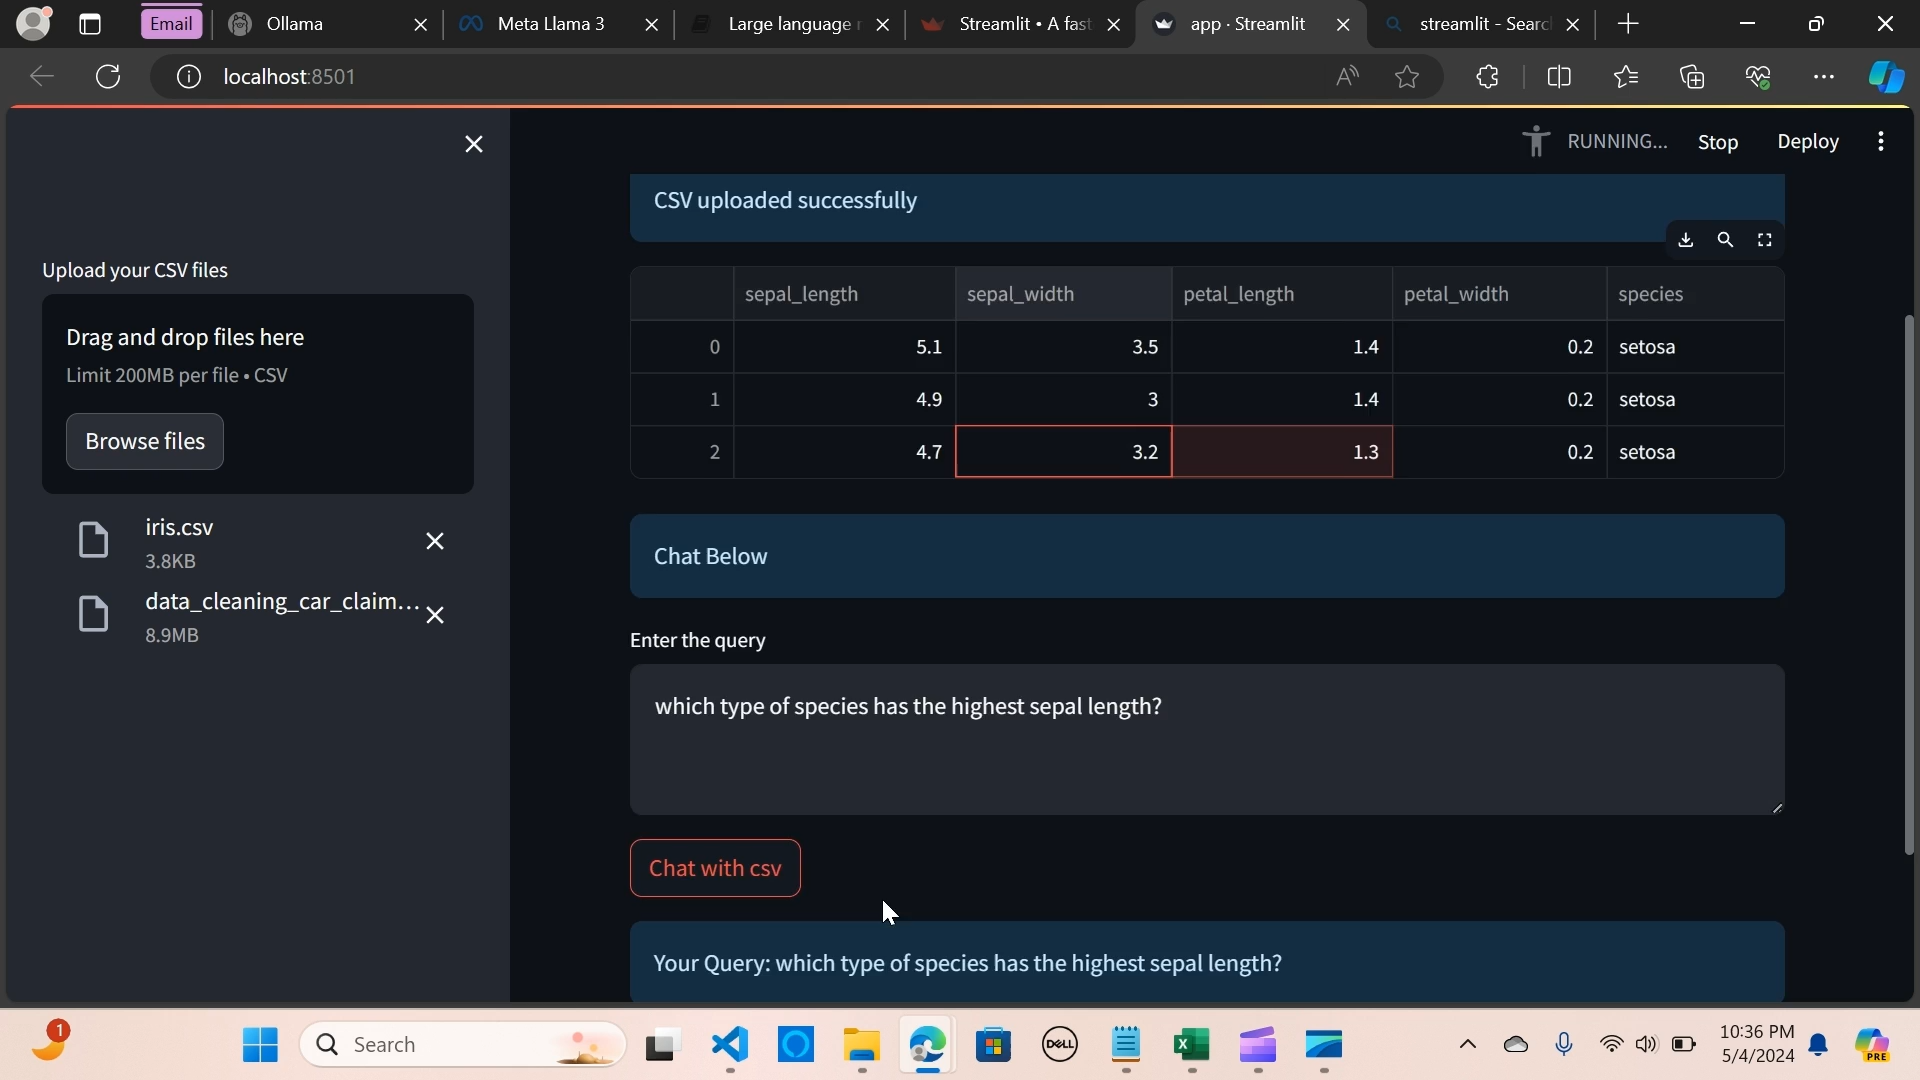 Email
Ollama
Meta Llama 3
Large language
Streamlit • A fast
app · Streamlit
streamlit - Search
localhost:8501
RUNNING...
Stop
Deploy
Upload your CSV files
Drag and drop files here
Limit 200MB per file • CSV
Browse files
iris.csv
3.8KB
data_cleaning_car_claim...
8.9MB
CSV uploaded successfully
sepal_length sepal_width petal_length petal_width species
0 5.1 3.5 1.4 0.2 setosa
1 4.9 3 1.4 0.2 setosa
2 4.7 3.2 1.3 0.2 setosa
Chat Below
Enter the query
which type of species has the highest sepal length?
Chat with csv
Your Query: which type of species has the highest sepal length?
1
Search
DELL
10:36 PM
5/4/2024
PRE